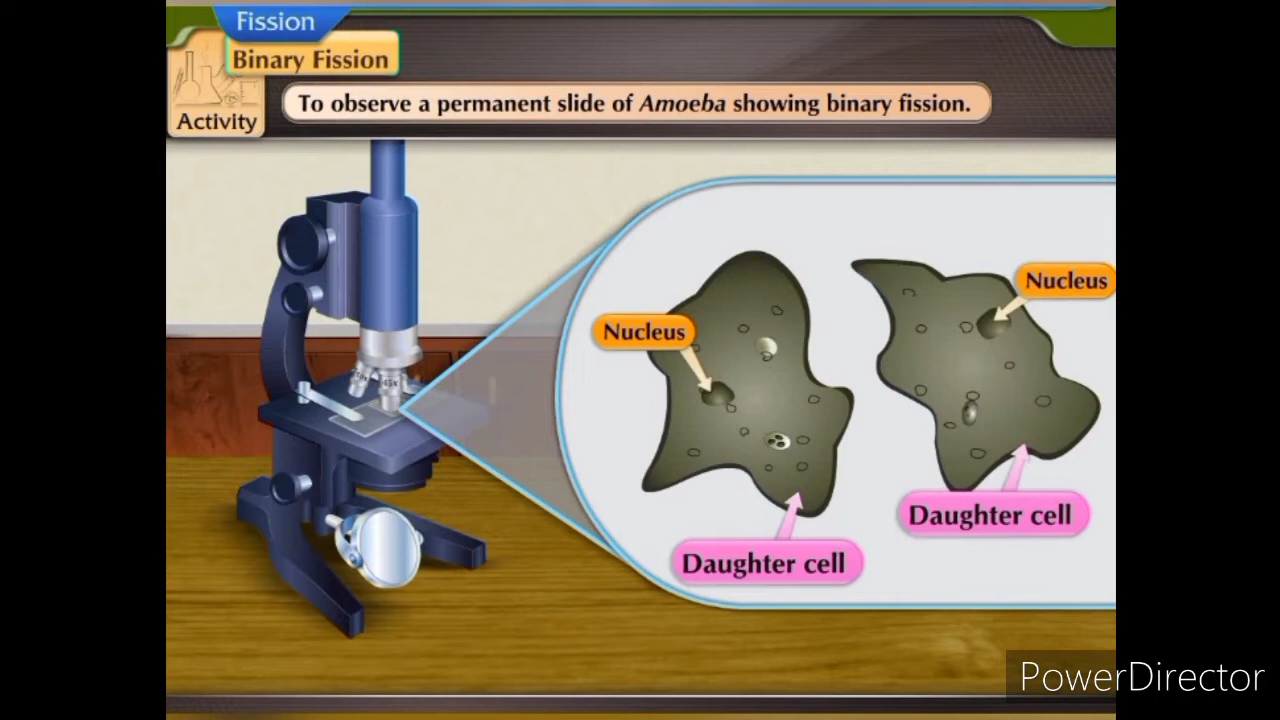 Fission
Binary Fission
Activity
To observe a permanent slide of Amoeba showing binary fission.
Nucleus
Nucleus
45x
Daughter cell
Daughter cell
PowerDirector